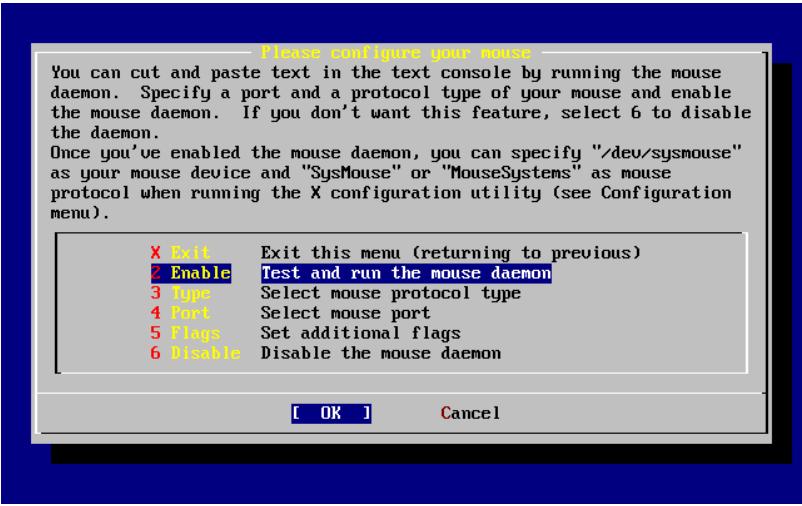 Please configure your mouse
You can cut and paste text in the text console by running the mouse
daemon.  Specify a port and a protocol type of your mouse and enable
the mouse daemon.  If you don't want this feature, select 6 to disable
the daemon.
Once you've enabled the mouse daemon, you can specify "/dev/sysmouse"
as your mouse device and "SysMouse" or "MouseSystems" as mouse
protocol when running the X configuration utility (see Configuration
menu).
X Exit     Exit this menu (returning to previous)
2 Enable   Test and run the mouse daemon
3 Type     Select mouse protocol type
4 Port     Select mouse port
5 Flags    Set additional flags
6 Disable  Disable the mouse daemon
[  OK  ]     Cancel